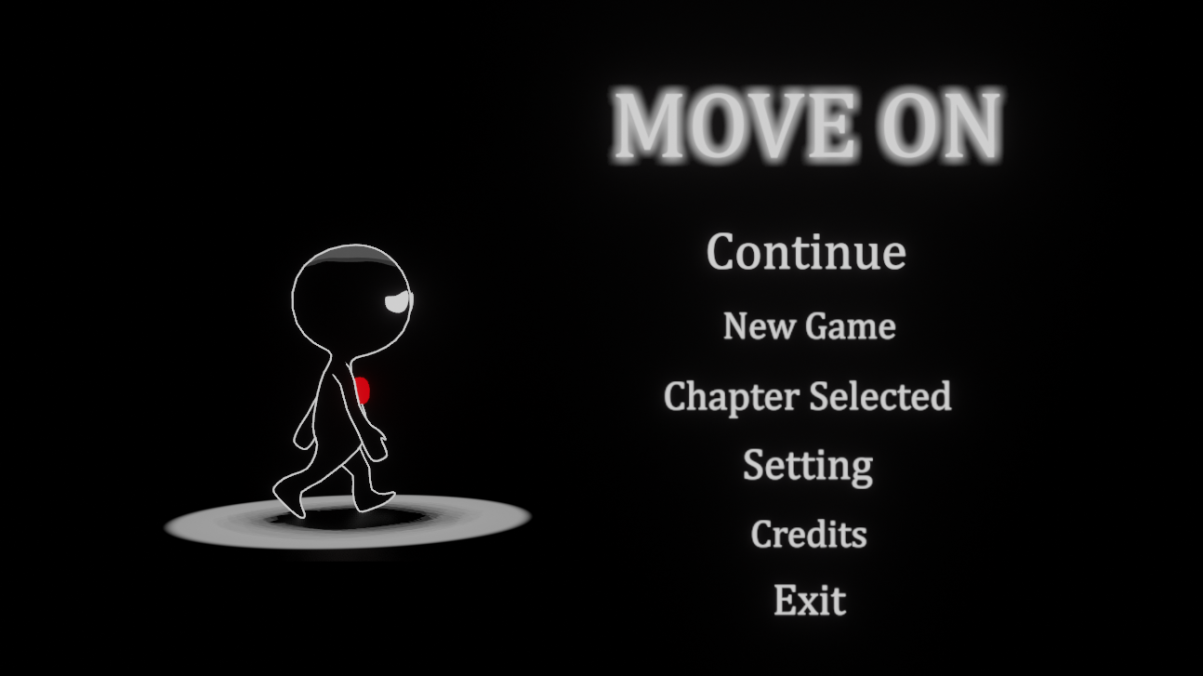 MOVE ON
Continue
New Game
Chapter Selected
Setting
Credits
Exit